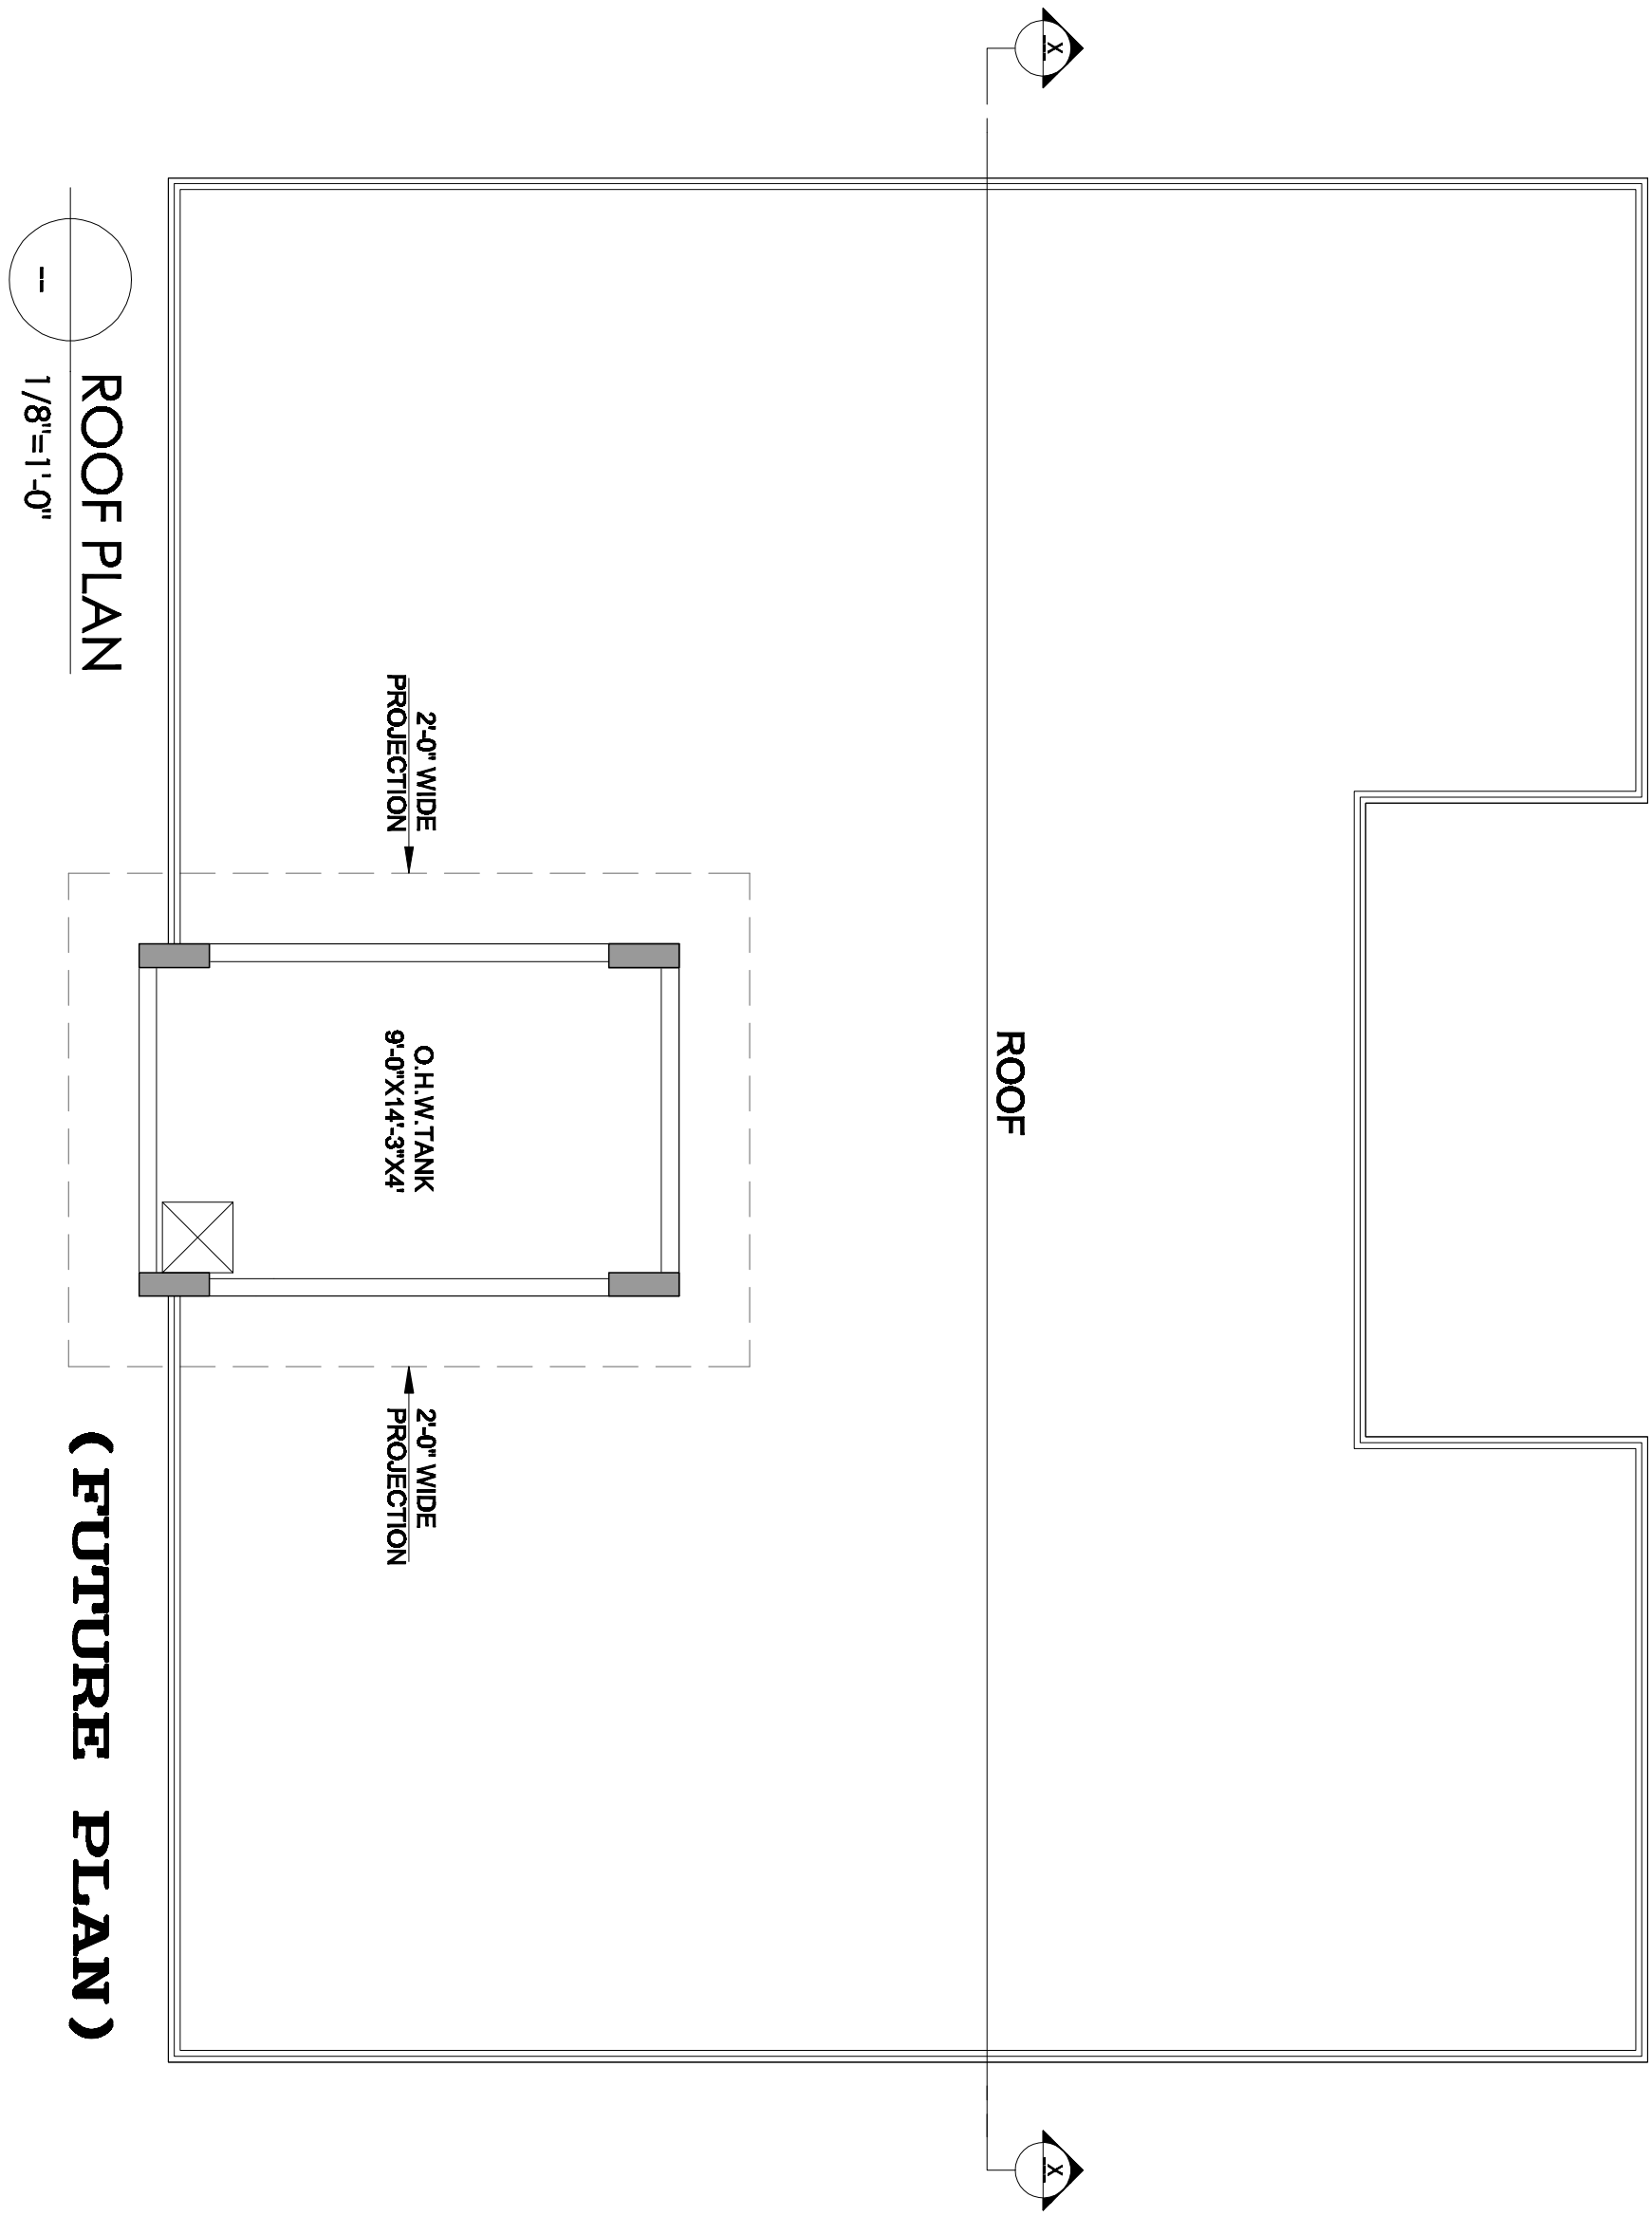 X
ROOF
2'-0" WIDE
PROJECTION
O.H.W.TANK
9'-0"X14'-3"X4'
2'-0" WIDE
PROJECTION
X
ROOF PLAN
1/8"=1'-0"
--
( FUTURE PLAN )